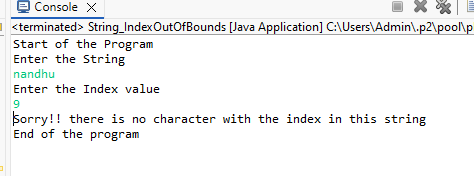 Console
<terminated> String_IndexOutOfBounds [Java Application] C:\Users\Admin\.p2\pool\p
Start of the Program
Enter the String
nandhu
Enter the Index value
9
Sorry!! there is no character with the index in this string
End of the program